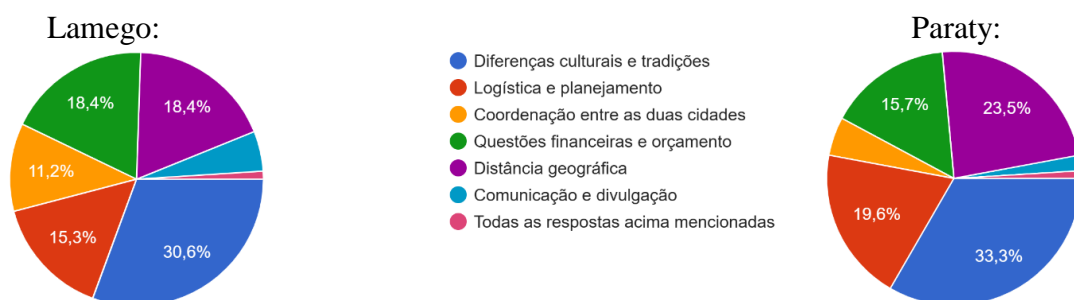 Lamego:
18,4%
18,4%
11,2%
15,3%
30,6%
Diferenças culturais e tradições
Logística e planejamento
Coordenação entre as duas cidades
Questões financeiras e orçamento
Distância geográfica
Comunicação e divulgação
Todas as respostas acima mencionadas
Paraty:
15,7%
23,5%
19,6%
33,3%